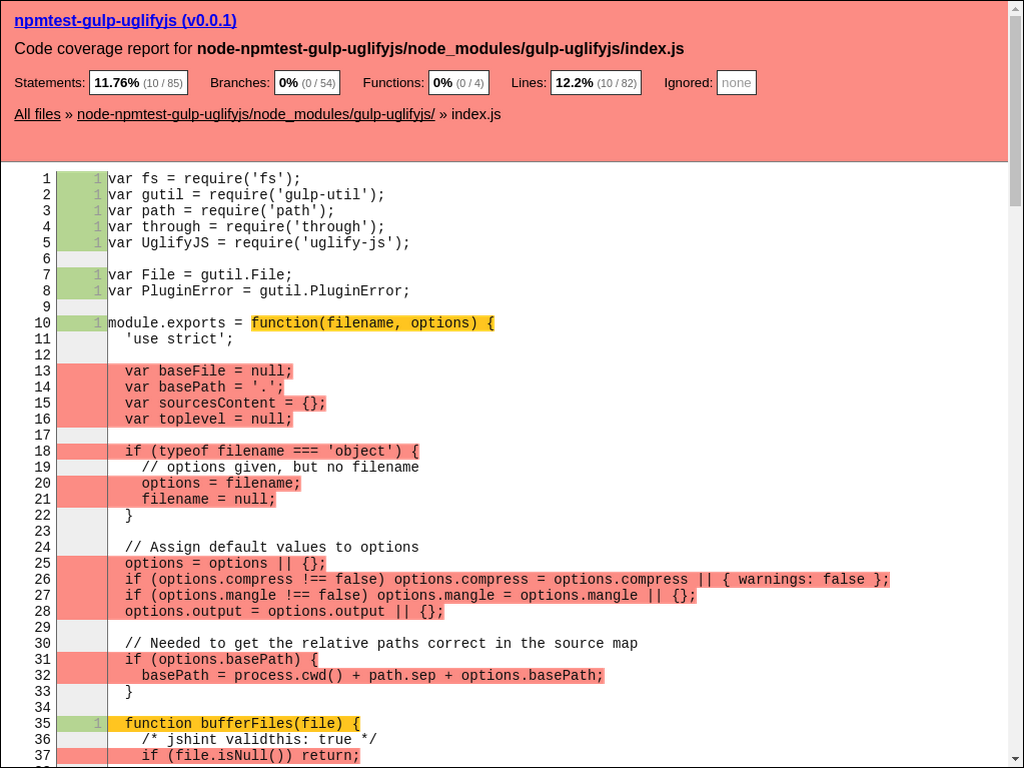 npmtest-gulp-uglifyjs (v0.0.1)
Code coverage report for node-npmtest-gulp-uglifyjs/node_modules/gulp-uglifyjs/index.js
Statements: 11.76% (10 / 85) Branches: 0% (0 / 54) Functions: 0% (0 / 4) Lines: 12.2% (10 / 82) Ignored: none
All files » node-npmtest-gulp-uglifyjs/node_modules/gulp-uglifyjs/ » index.js
1 1 var fs = require('fs');
2 1 var gutil = require('gulp-util');
3 1 var path = require('path');
4 1 var through = require('through');
5 1 var UglifyJS = require('uglify-js');
6
7 1 var File = gutil.File;
8 1 var PluginError = gutil.PluginError;
9
10 1 module.exports = function(filename, options) {
11 'use strict';
12
13 var baseFile = null;
14 var basePath = '.';
15 var sourcesContent = {};
16 var toplevel = null;
17
18 if (typeof filename === 'object') {
19 // options given, but no filename
20 options = filename;
21 filename = null;
22 }
23
24 // Assign default values to options
25 options = options || {};
26 if (options.compress !== false) options.compress = options.compress || { warnings: false };
27 if (options.mangle !== false) options.mangle = options.mangle || {};
28 options.output = options.output || {};
29
30 // Needed to get the relative paths correct in the source map
31 if (options.basePath) {
32 basePath = process.cwd() + path.sep + options.basePath;
33 }
34
35 1 function bufferFiles(file) {
36 /* jshint validthis: true */
37 if (file.isNull()) return;